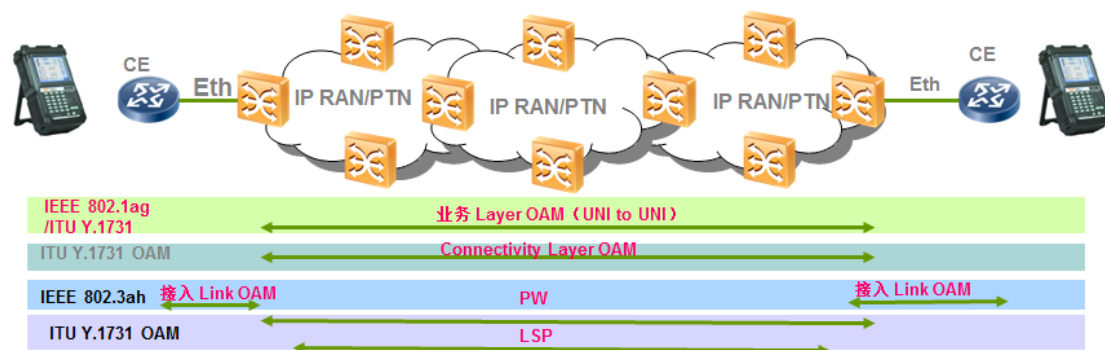 CE
CE
Eth
Eth
IP RAN/PTN
IP RAN/PTN
IP RAN/PTN
IEEE 802.1ag
/ITU Y.1731
业务 Layer OAM（UNI to UNI）
ITU Y.1731 OAM
Connectivity Layer OAM
IEEE 802.3ah
接入 Link OAM
PW
接入 Link OAM
ITU Y.1731 OAM
LSP